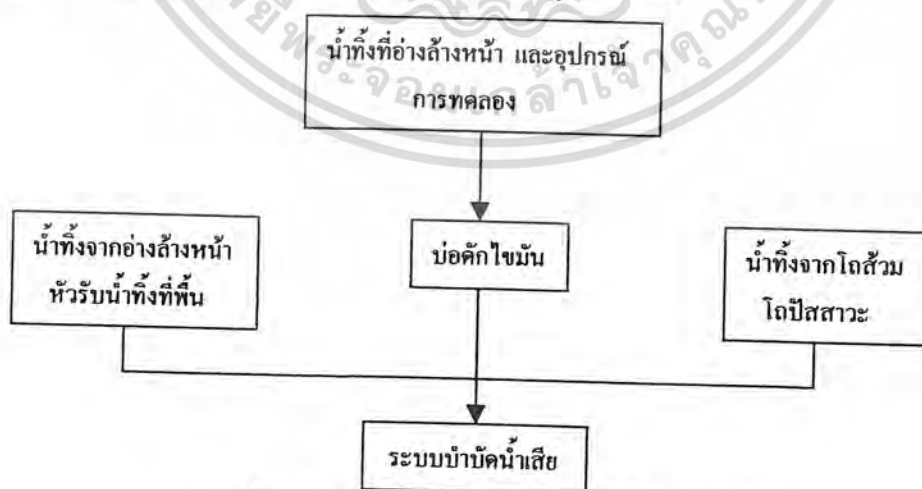 น้ำทิ้งที่อ่างล้างหน้า และอุปกรณ์
การทดลอง
น้ำทิ้งจากอ่างล้างหน้า
หัวรับน้ำทิ้งที่พื้น
บ่อดักไขมัน
น้ำทิ้งจากโถส้วม
โถปัสสาวะ
ระบบบำบัดน้ำเสีย